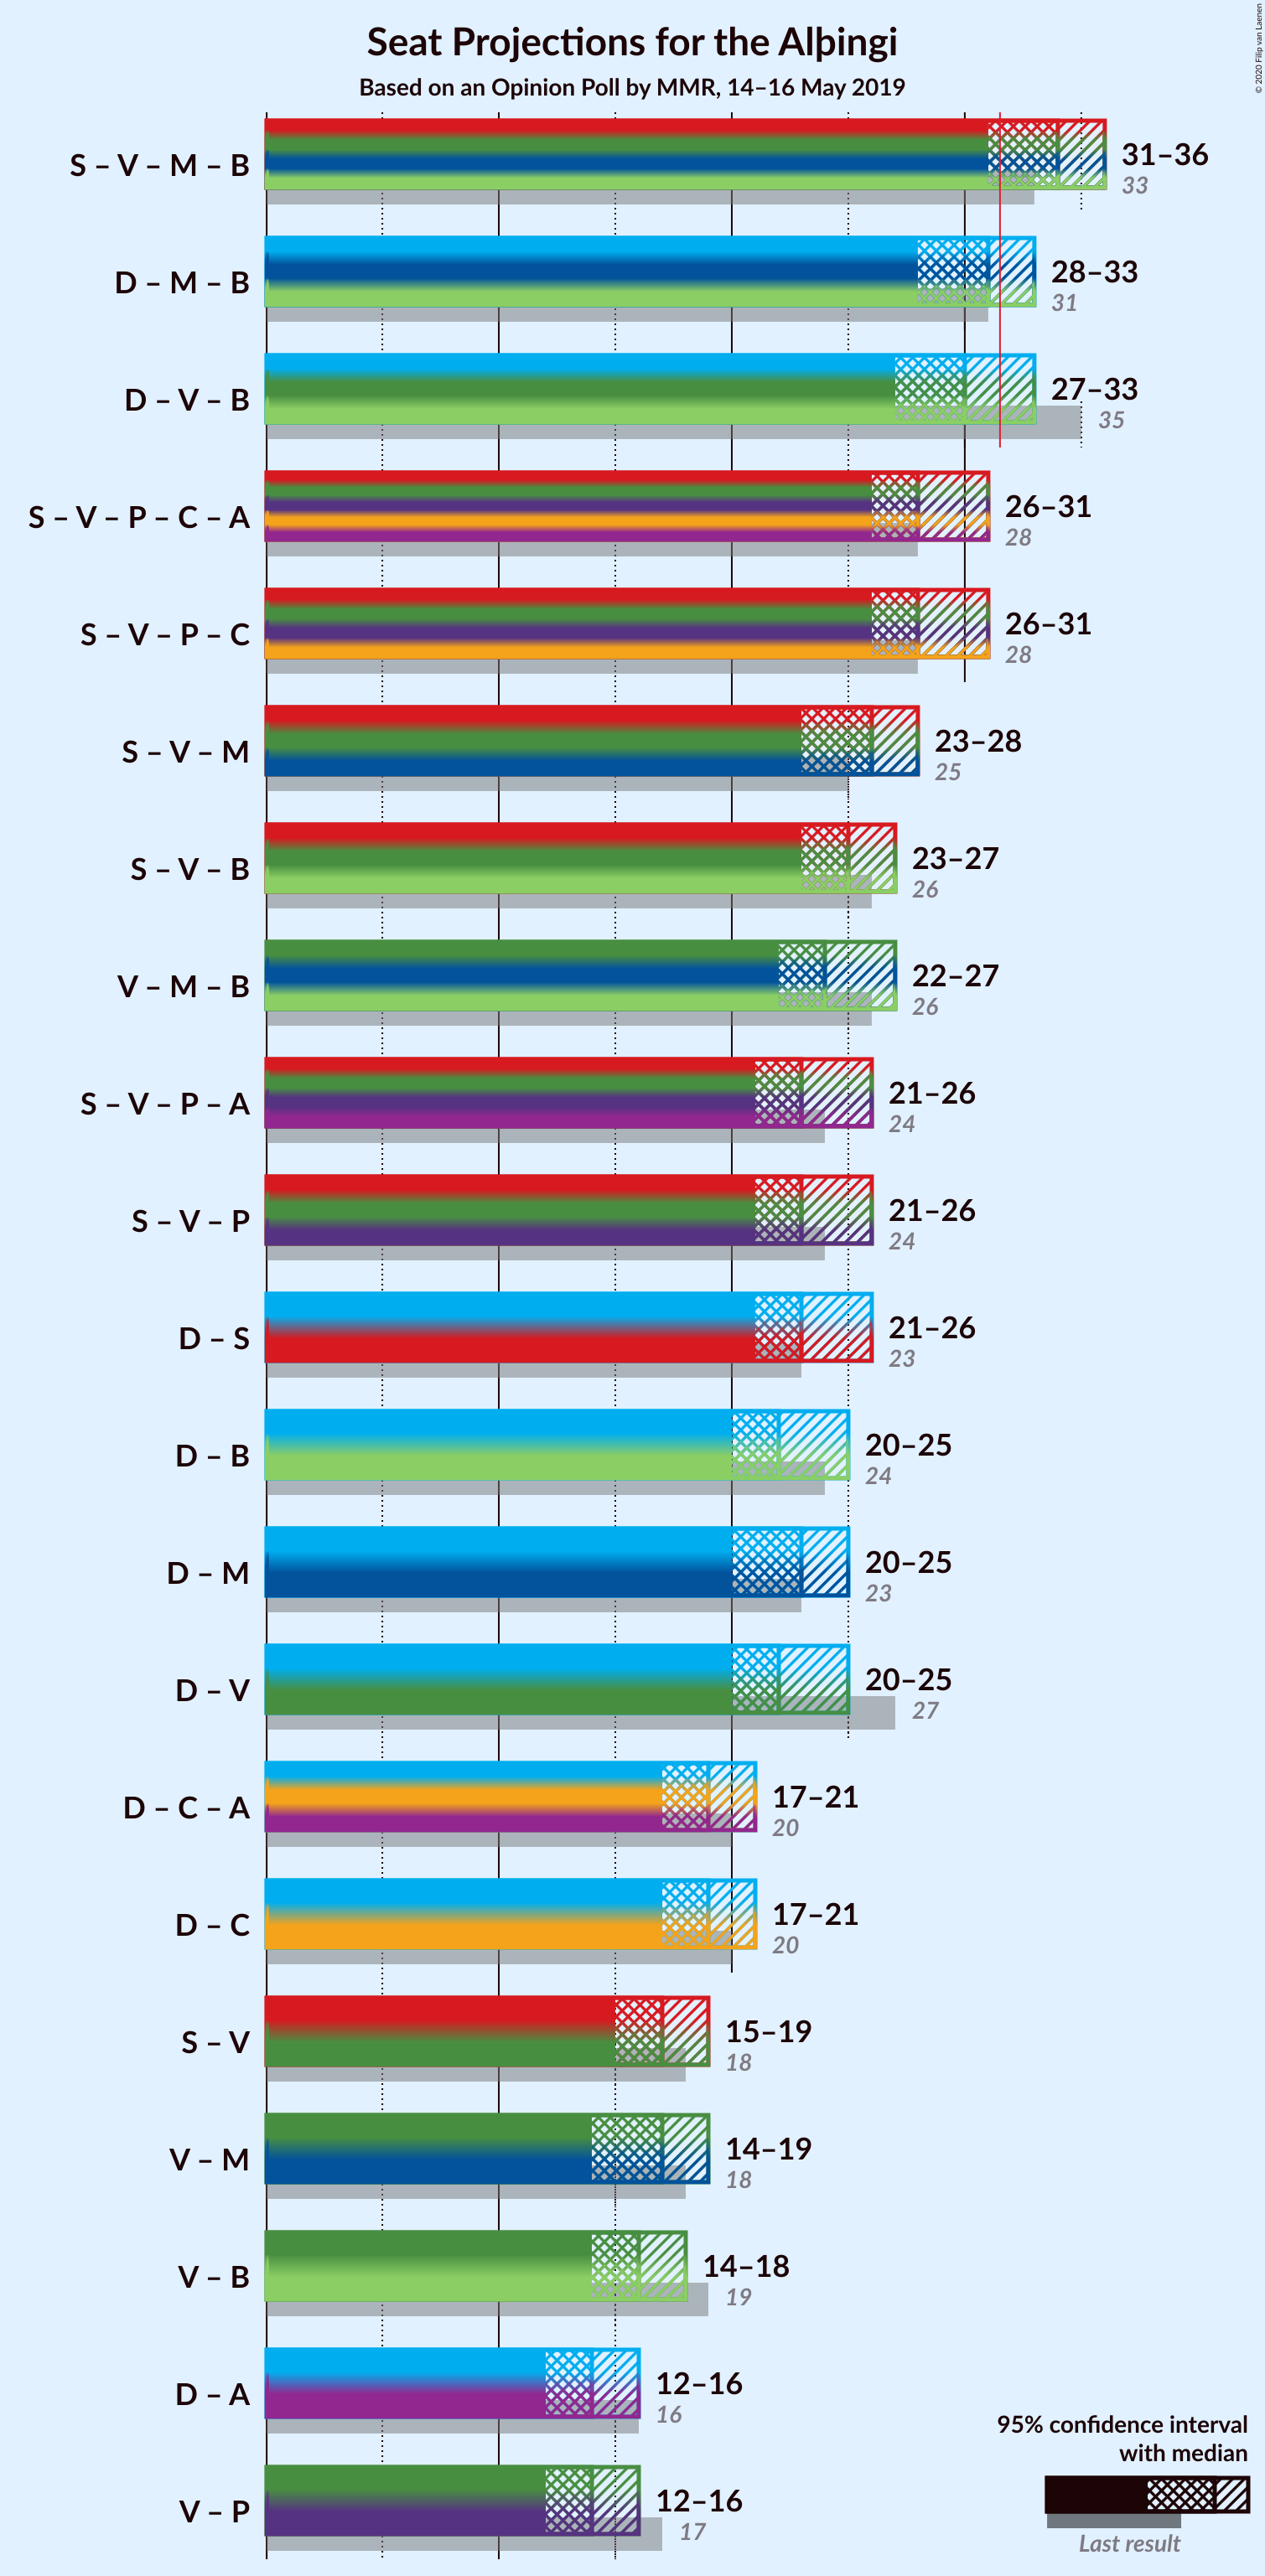 Seat Projections for the Alþingi
Based on an Opinion Poll by MMR, 14–16 May 2019
© 2020 Filip van Laenen
S – V – M – B
31–36
33
D – M – B
28–33
31
D – V – B
27–33
35
S – V – P – C – A
26–31
28
S – V – P – C
26–31
28
S – V – M
23–28
25
S – V – B
23–27
26
V – M – B
22–27
26
S – V – P – A
21–26
24
S – V – P
21–26
24
D – S
21–26
23
D – B
20–25
24
D – M
20–25
23
D – V
20–25
27
D – C – A
17–21
20
D – C
17–21
20
S – V
15–19
18
V – M
14–19
18
V – B
14–18
19
D – A
12–16
16
V – P
12–16
17
95% confidence interval
with median
Last result